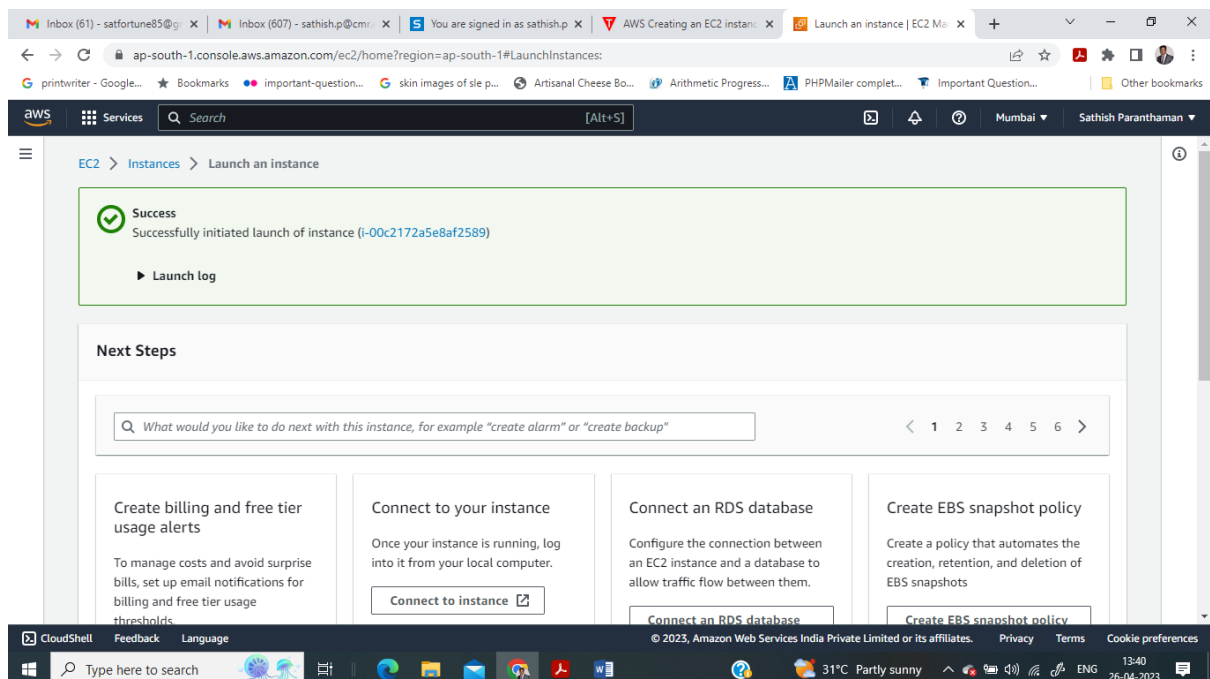 Inbox (61) - satfortune85@g
Inbox (607) - sathish.p@cmr.
You are signed in as sathish.p
AWS Creating an EC2 instanc
Launch an instance | EC2 Ma
ap-south-1.console.aws.amazon.com/ec2/home?region=ap-south-1#LaunchInstances:
printwriter - Google...
Bookmarks
important-question...
skin images of sle p...
Artisanal Cheese Bo...
Arithmetic Progress...
PHPMailer complet...
Important Question...
Other bookmarks
aws
Services
Search
[Alt+S]
Mumbai
Sathish Paranthaman
EC2 > Instances > Launch an instance
Success
Successfully initiated launch of instance (i-00c2172a5e8af2589)
Launch log
Next Steps
What would you like to do next with this instance, for example "create alarm" or "create backup"
< 1 2 3 4 5 6 >
Create billing and free tier
usage alerts
To manage costs and avoid surprise
bills, set up email notifications for
billing and free tier usage
thresholds.
Connect to your instance
Once your instance is running, log
into it from your local computer.
Connect to instance
Connect an RDS database
Configure the connection between
an EC2 instance and a database to
allow traffic flow between them.
Connect an RDS database
Create EBS snapshot policy
Create a policy that automates the
creation, retention, and deletion of
EBS snapshots
Create EBS snapshot policy
CloudShell
Feedback
Language
© 2023, Amazon Web Services India Private Limited or its affiliates.
Privacy
Terms
Cookie preferences
Type here to search
31°C Partly sunny
ENG
13:40
26-04-2023